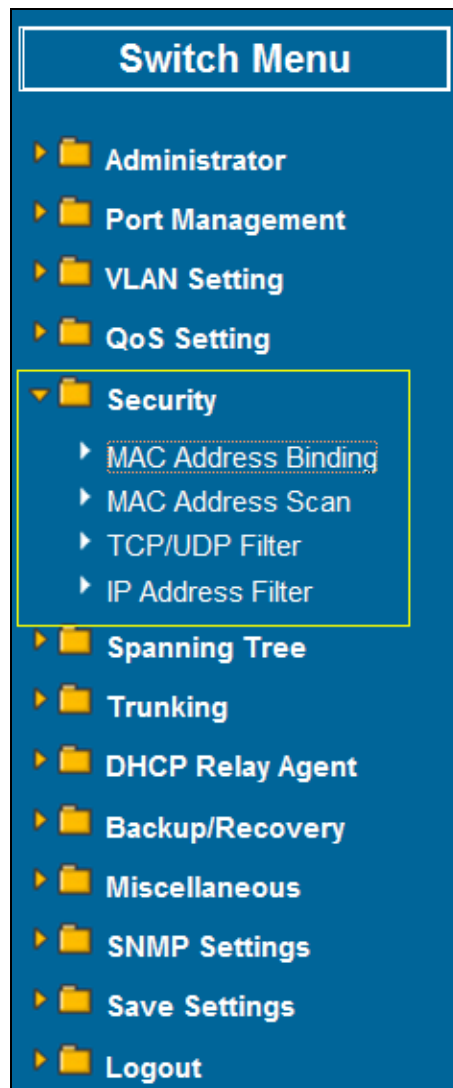 Switch Menu
Administrator
Port Management
VLAN Setting
QoS Setting
Security
MAC Address Binding
MAC Address Scan
TCP/UDP Filter
IP Address Filter
Spanning Tree
Trunking
DHCP Relay Agent
Backup/Recovery
Miscellaneous
SNMP Settings
Save Settings
Logout